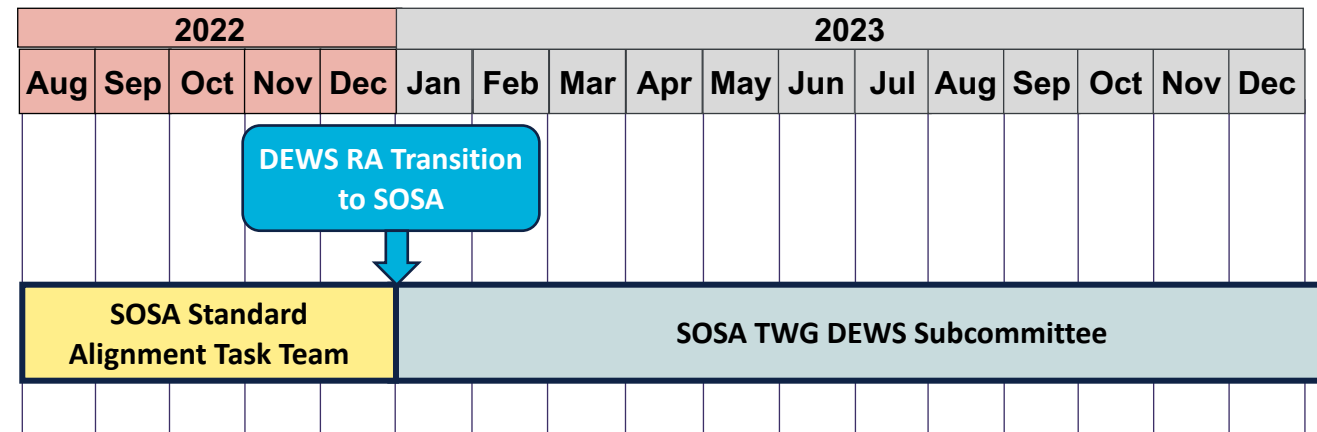 2022 2023
Aug Sep Oct Nov Dec Jan Feb Mar Apr May Jun Jul Aug Sep Oct Nov Dec
DEWS RA Transition
to SOSA
SOSA Standard
Alignment Task Team
SOSA TWG DEWS Subcommittee